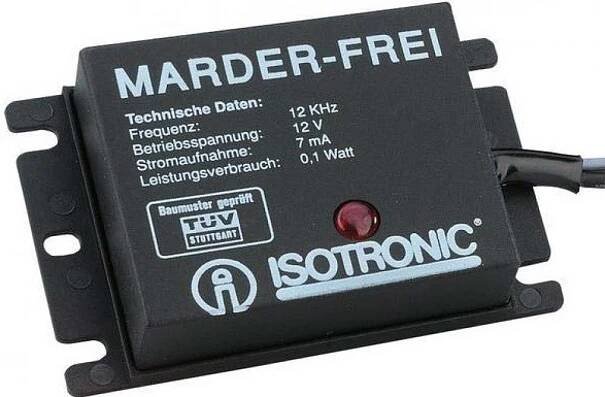 MARDER-FREI
Technische Daten:
Frequenz: 12 KHz
Betriebsspannung: 12 V
Stromaufnahme: 7 mA
Leistungsverbrauch: 0,1 Watt
Baumuster geprüft
TÜV
STUTTGART
ISOTRONIC®